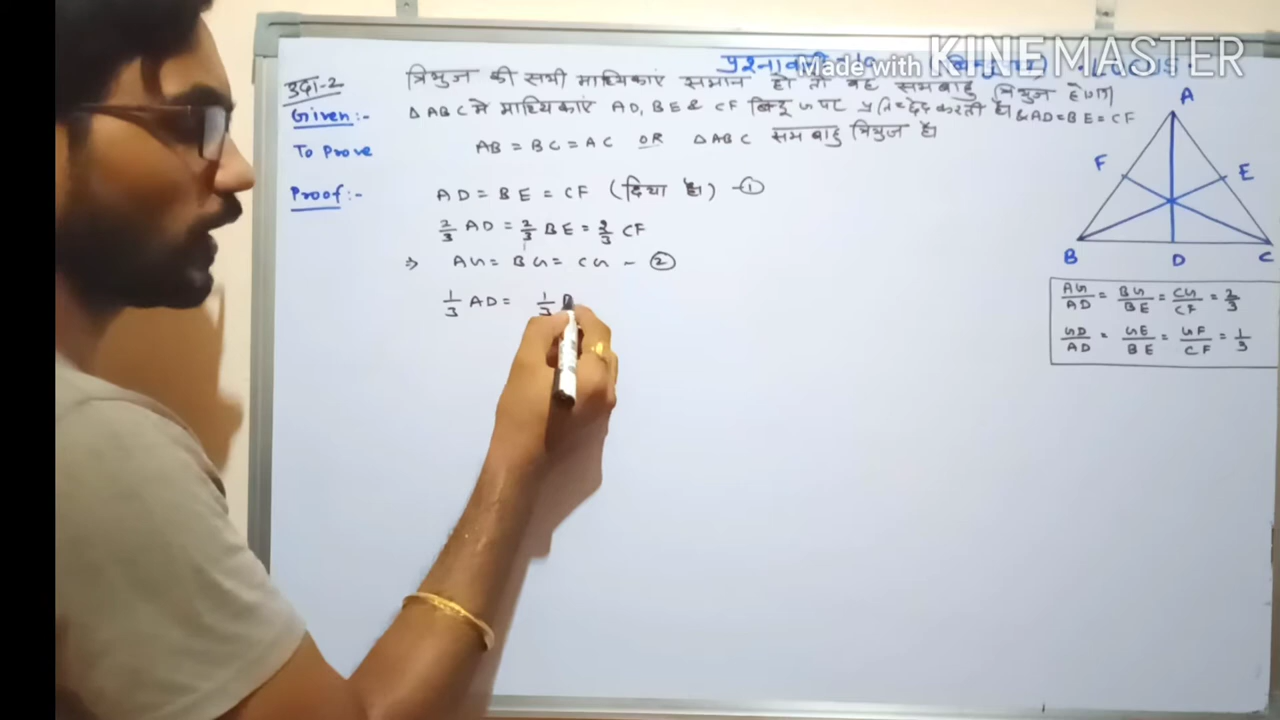 Made with KINEMASTER
उदा-2 त्रिभुज की सभी माध्यिकाएं समान हो तो वह समबाहु त्रिभुज होगा
Given:- △ABC में माध्यिकाएं AD, BE & CF बिन्दू G पर प्रतिच्छेद करती है & AD=BE=CF
To Prove AB = BC = AC OR △ABC समबाहु त्रिभुज है।
Proof:- AD = BE = CF (दिया है) -①
2/3 AD = 2/3 BE = 2/3 CF
⇒ AG = BG = CG - ②
1/3 AD = 1/3
A
F E
B D C
AG/AD = BG/BE = CG/CF = 2/3
GD/AD = GE/BE = GF/CF = 1/3